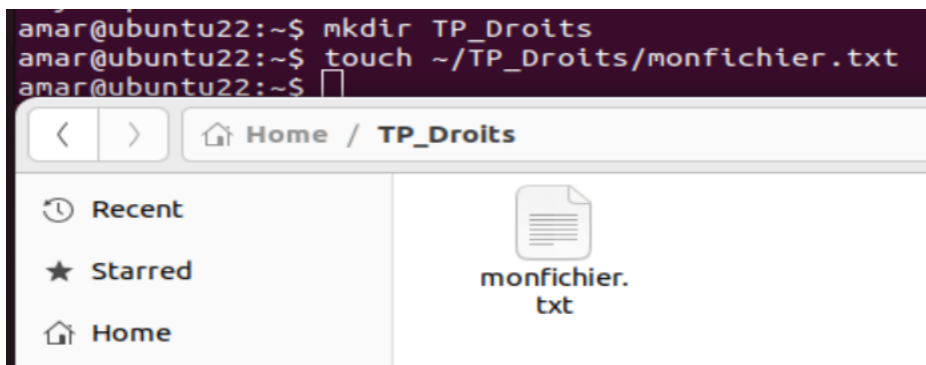 amar@ubuntu22:~$ mkdir TP_Droits
amar@ubuntu22:~$ touch ~/TP_Droits/monfichier.txt
amar@ubuntu22:~$
Home / TP_Droits
Recent
Starred
Home
monfichier.
txt